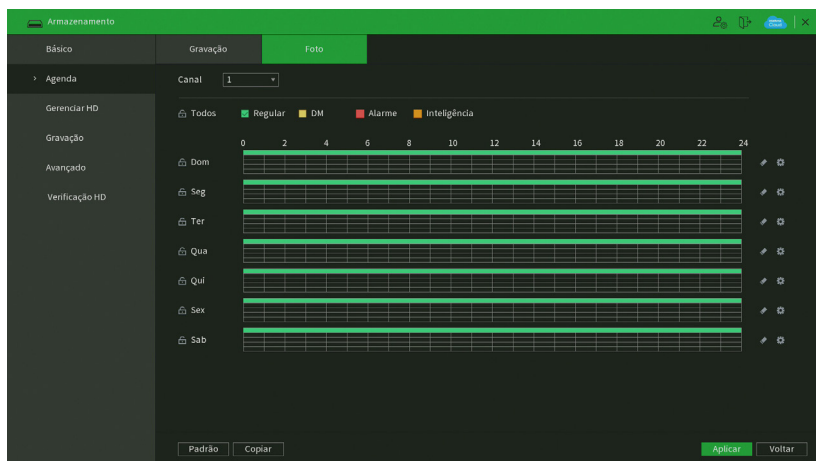 Armazenamento
Básico
Gravação
Foto
Agenda
Canal
1
Gerenciar HD
Todos
Regular
DM
Alarme
Inteligência
Gravação
0 2 4 6 8 10 12 14 16 18 20 22 24
Avançado
Dom
Verificação HD
Seg
Ter
Qua
Qui
Sex
Sab
Padrão
Copiar
Aplicar
Voltar